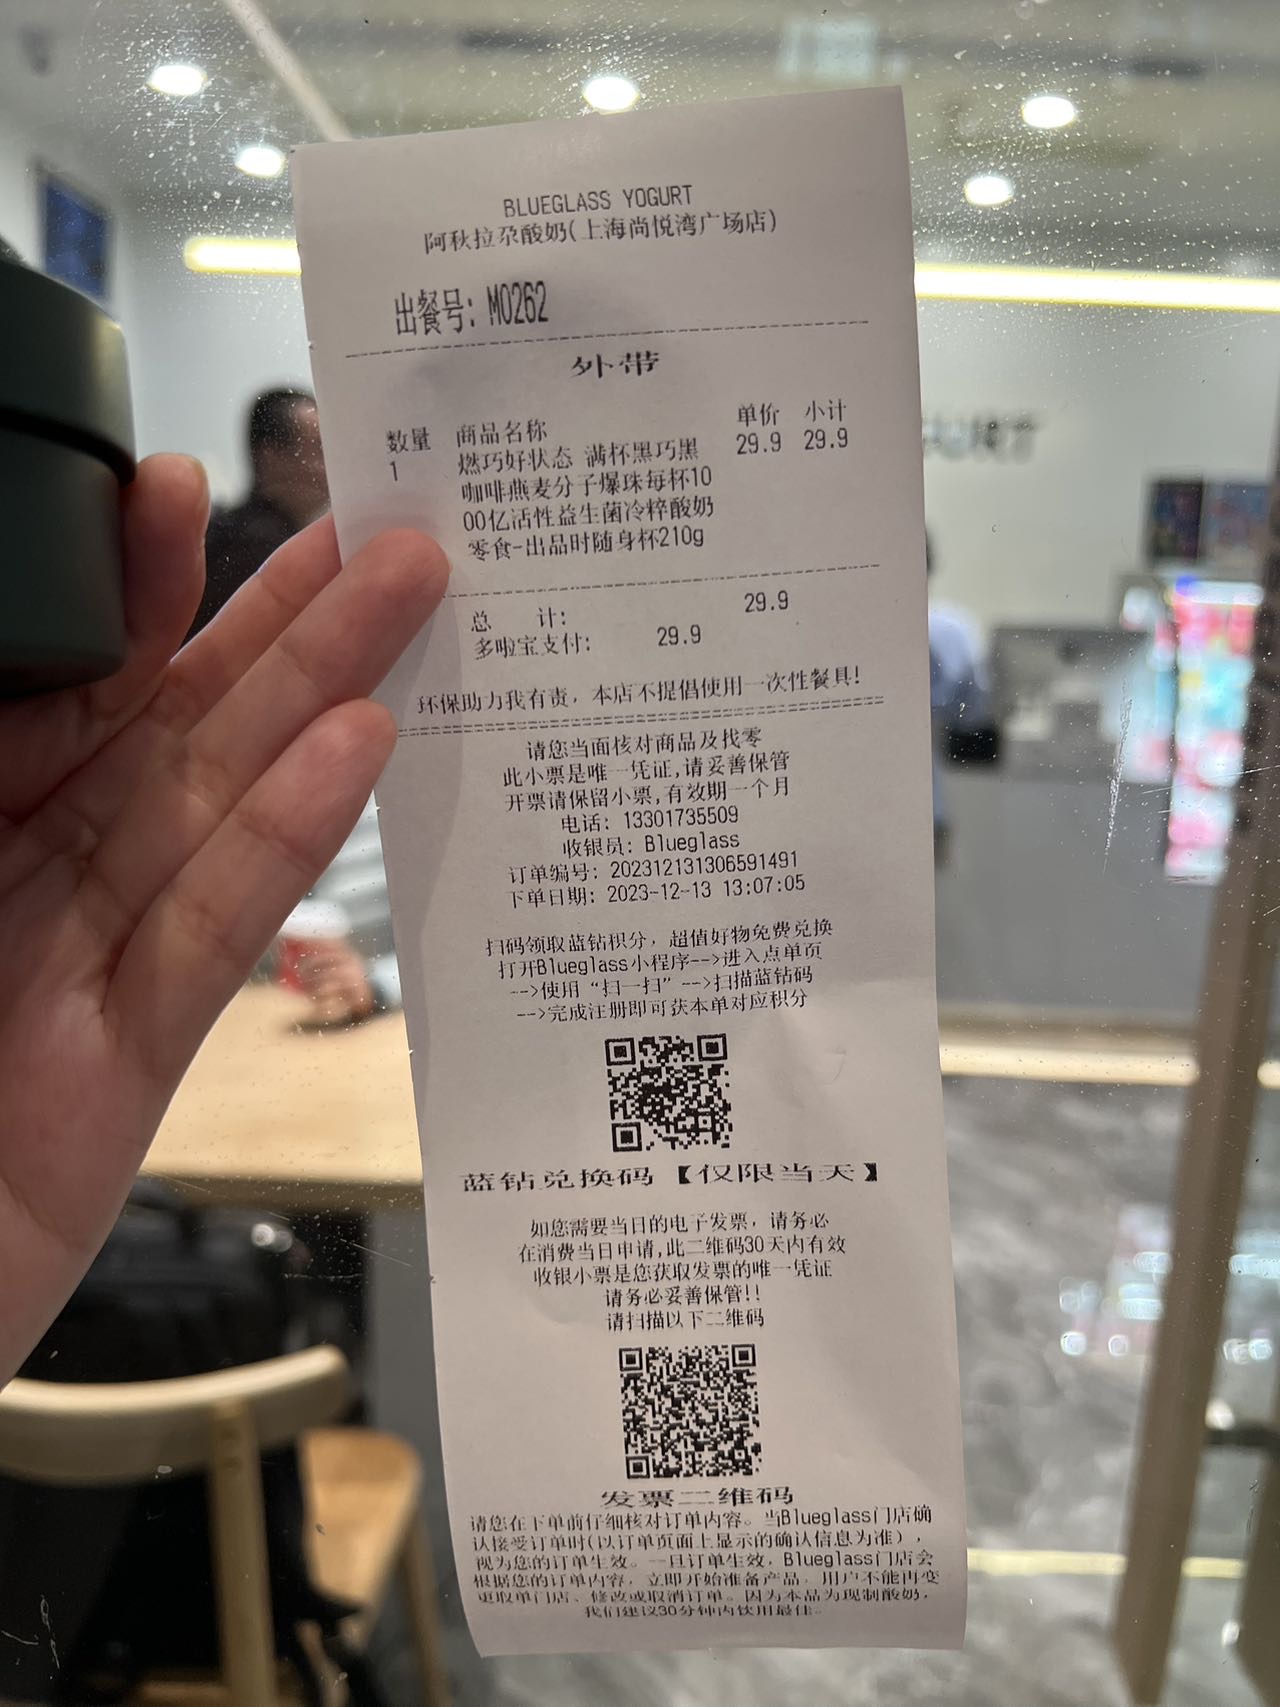 BLUEGLASS YOGURT
阿秋拉尕酸奶(上海尚悦湾广场店)
出餐号: M0262
外带
数量 商品名称 单价 小计
1 燃巧好状态 满杯黑巧黑 29.9 29.9
咖啡燕麦分子爆珠每杯10
00亿活性益生菌冷粹酸奶
零食-出品时随身杯210g
总 计: 29.9
多啦宝支付: 29.9
环保助力我有责，本店不提倡使用一次性餐具!
请您当面核对商品及找零
此小票是唯一凭证,请妥善保管
开票请保留小票,有效期一个月
电话: 13301735509
收银员: Blueglass
订单编号: 202312131306591491
下单日期: 2023-12-13 13:07:05
扫码领取蓝钻积分，超值好物免费兑换
打开Blueglass小程序-->进入点单页
-->使用“扫一扫”-->扫描蓝钻码
-->完成注册即可获本单对应积分
蓝钻兑换码【仅限当天】
如您需要当日的电子发票，请务必
在消费当日申请,此二维码30天内有效
收银小票是您获取发票的唯一凭证
请务必妥善保管!!
请扫描以下二维码
发票二维码
请您在下单前仔细核对订单内容。当Blueglass门店确
认接受订单时(以订单页面上显示的确认信息为准)，
视为您的订单生效。一旦订单生效，Blueglass门店会
根据您的订单内容，立即开始准备产品，用户不能再变
更取单门店、修改或取消订单。因为本品为现制酸奶，
我们建议30分钟内饮用最佳。